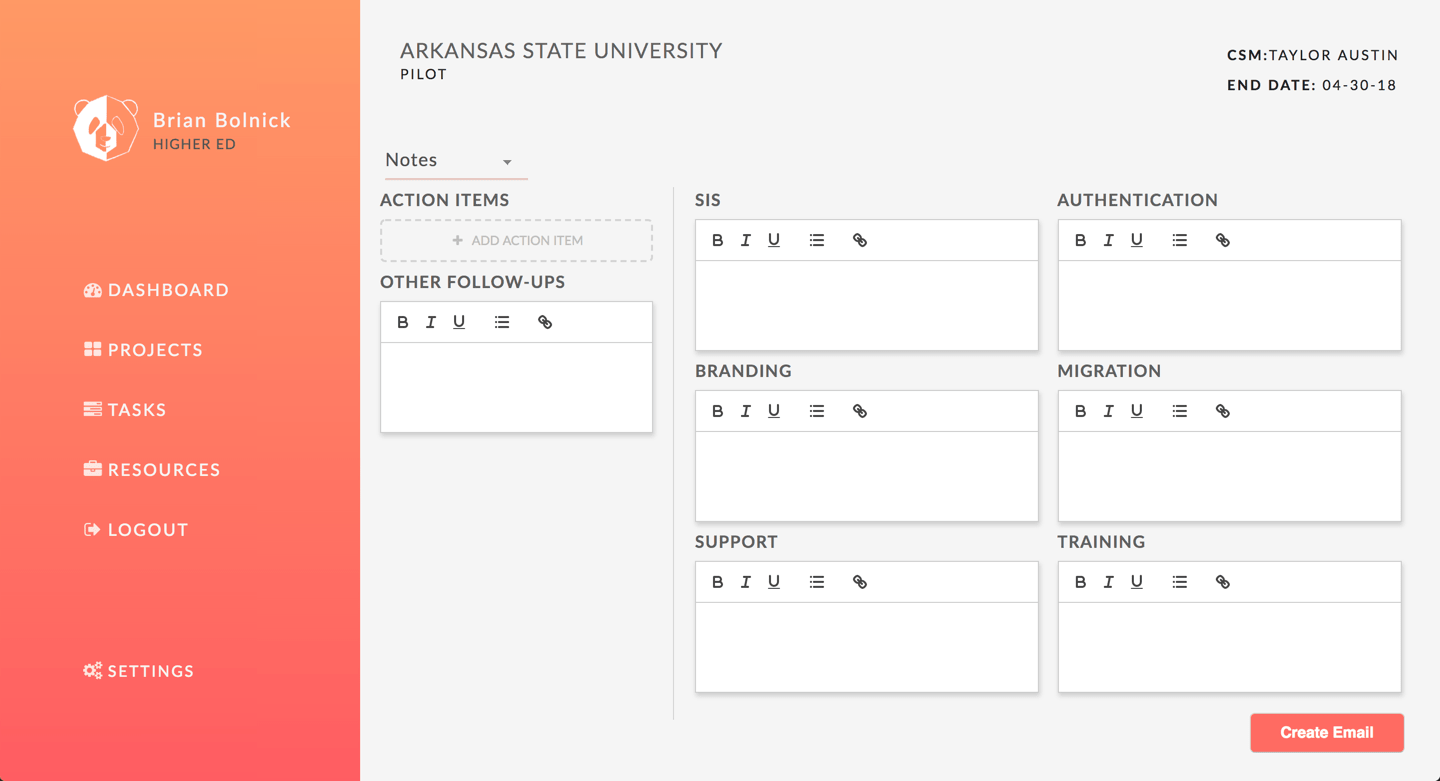 Brian Bolnick
HIGHER ED
DASHBOARD
PROJECTS
TASKS
RESOURCES
LOGOUT
SETTINGS
ARKANSAS STATE UNIVERSITY
PILOT
CSM:TAYLOR AUSTIN
END DATE: 04-30-18
Notes
ACTION ITEMS
+ ADD ACTION ITEM
OTHER FOLLOW-UPS
B I U
SIS
B I U
AUTHENTICATION
B I U
BRANDING
B I U
MIGRATION
B I U
SUPPORT
B I U
TRAINING
B I U
Create Email